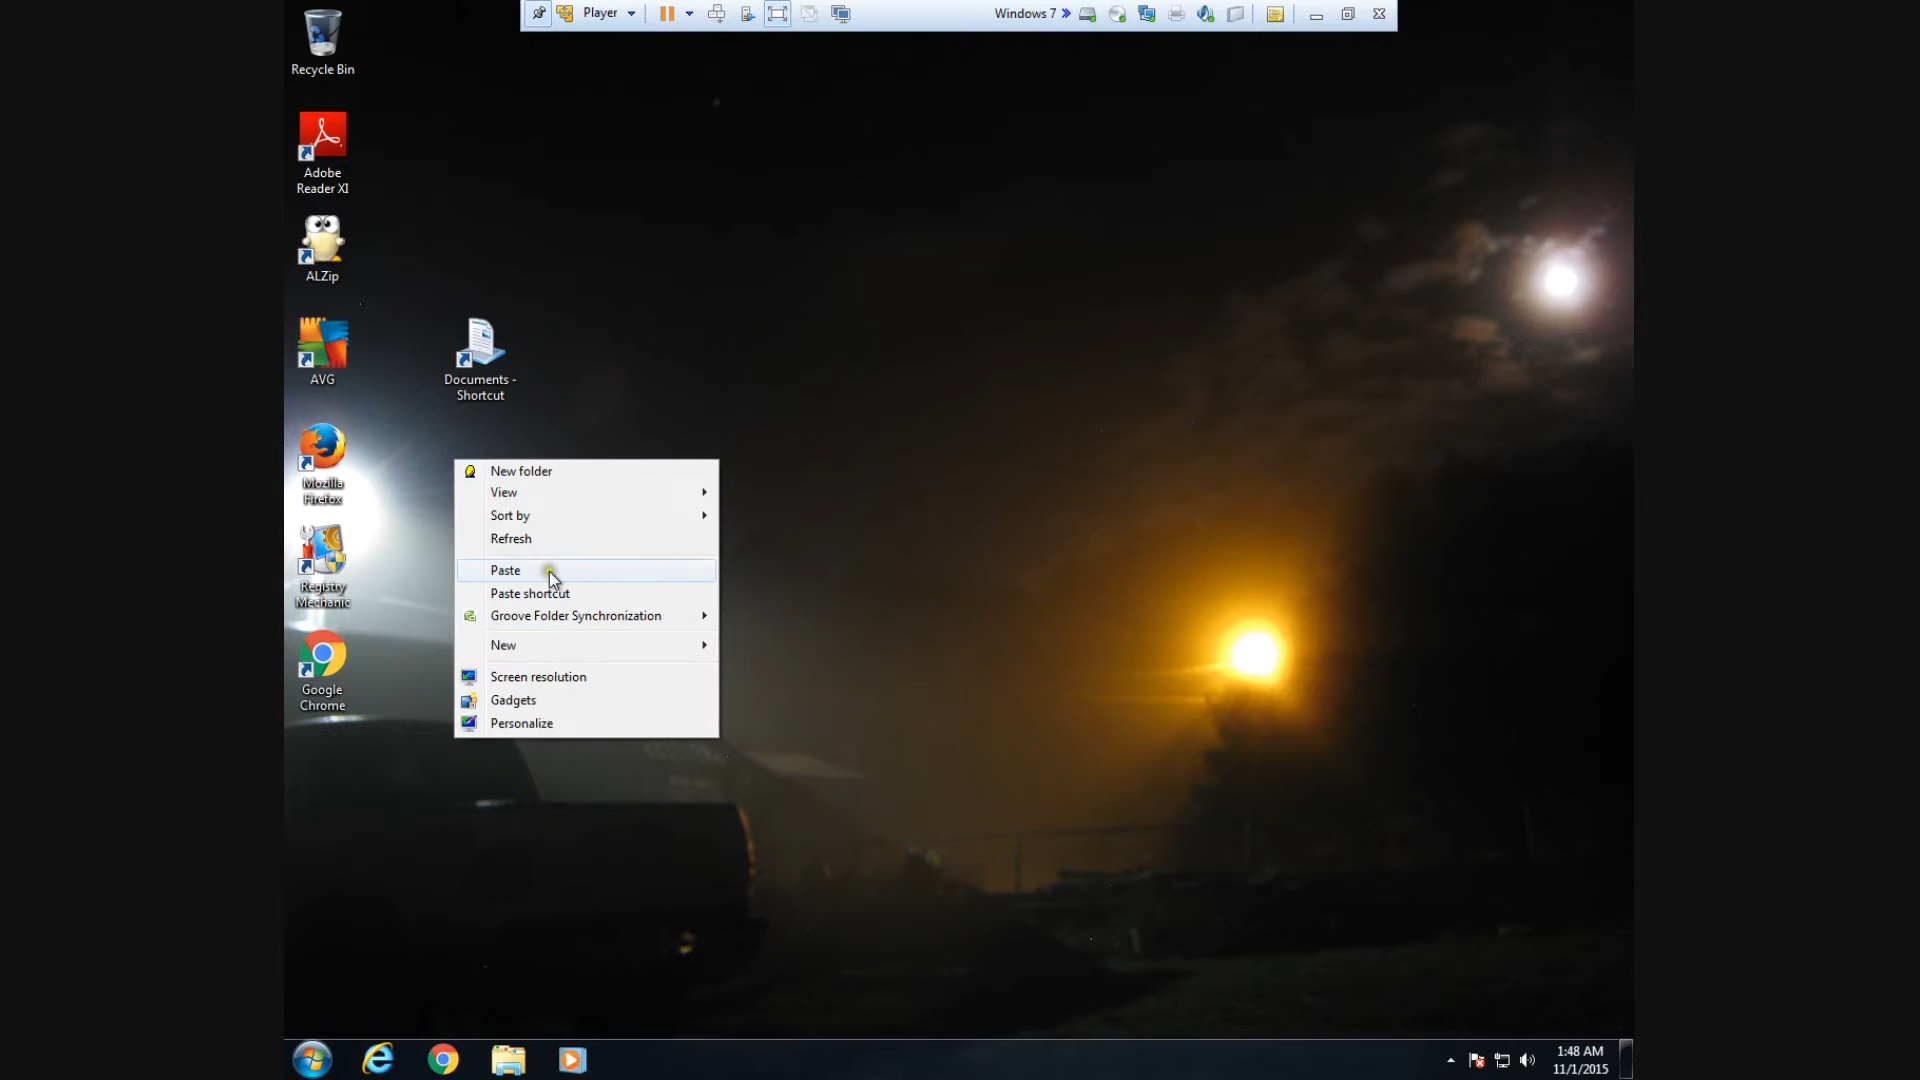 Player
Windows 7
Recycle Bin
Adobe
Reader XI
ALZip
AVG
Documents -
Shortcut
Mozilla
Firefox
Registry
Mechanic
Google
Chrome
New folder
View
Sort by
Refresh
Paste
Paste shortcut
Groove Folder Synchronization
New
Screen resolution
Gadgets
Personalize
1:48 AM
11/1/2015